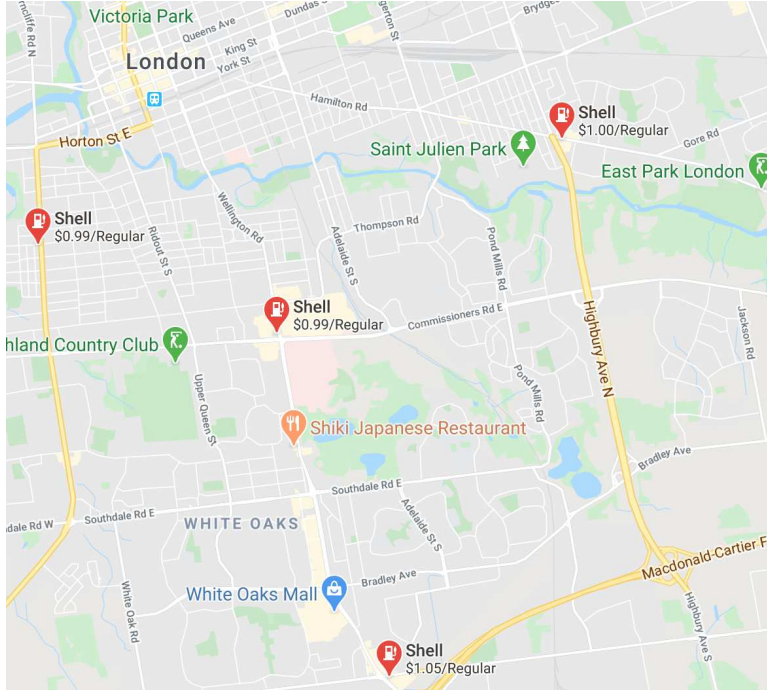 Victoria Park
Dundas St
Queens Ave
King St
York St
London
Hamilton Rd
Horton St E
Shell
$1.00/Regular
Gore Rd
Saint Julien Park
East Park London
Shell
$0.99/Regular
Wellington Rd
Ridout St S
Thompson Rd
Adelaide St S
Pond Mills Rd
Shell
$0.99/Regular
Commissioners Rd E
Highbury Ave N
Jackson Rd
hland Country Club
Upper Queen St
Pond Mills Rd
Shiki Japanese Restaurant
Bradley Ave
Southdale Rd E
dale Rd W
Southdale Rd E
WHITE OAKS
Adelaide St S
Macdonald-Cartier F
Bradley Ave
White Oaks Mall
White Oak Rd
Highbury Ave S
Shell
$1.05/Regular